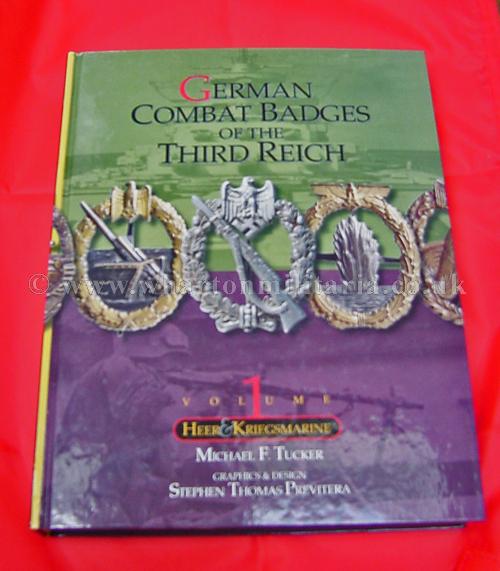 GERMAN
COMBAT BADGES
OF THE
THIRD REICH
© www.whartonmilitaria.co.uk
VOLUME
1
HEER & KRIEGSMARINE
MICHAEL F. TUCKER
GRAPHICS & DESIGN
STEPHEN THOMAS PREVITERA